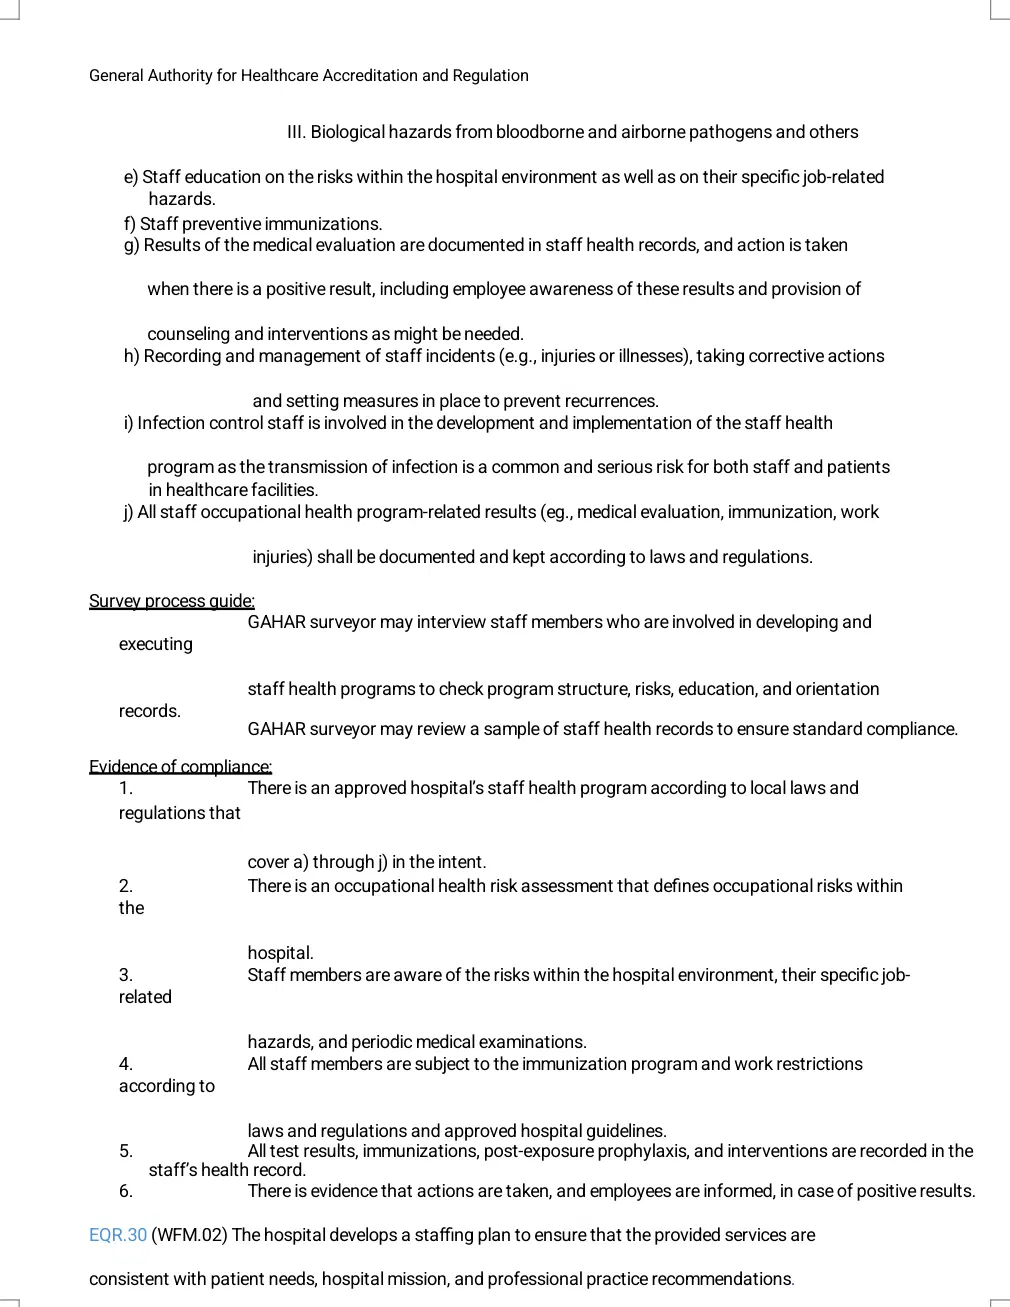 General Authority for Healthcare Accreditation and Regulation
III. Biological hazards from bloodborne and airborne pathogens and others
e) Staff education on the risks within the hospital environment as well as on their specific job-related
hazards.
f) Staff preventive immunizations.
g) Results of the medical evaluation are documented in staff health records, and action is taken
when there is a positive result, including employee awareness of these results and provision of
counseling and interventions as might be needed.
h) Recording and management of staff incidents (e.g., injuries or illnesses), taking corrective actions
and setting measures in place to prevent recurrences.
i) Infection control staff is involved in the development and implementation of the staff health
program as the transmission of infection is a common and serious risk for both staff and patients
in healthcare facilities.
j) All staff occupational health program-related results (eg., medical evaluation, immunization, work
injuries) shall be documented and kept according to laws and regulations.
Survey process guide:
GAHAR surveyor may interview staff members who are involved in developing and
executing
staff health programs to check program structure, risks, education, and orientation
records.
GAHAR surveyor may review a sample of staff health records to ensure standard compliance.
Evidence of compliance:
1. There is an approved hospital's staff health program according to local laws and
regulations that
cover a) through j) in the intent.
2. There is an occupational health risk assessment that defines occupational risks within
the
hospital.
3. Staff members are aware of the risks within the hospital environment, their specific job-
related
hazards, and periodic medical examinations.
4. All staff members are subject to the immunization program and work restrictions
according to
laws and regulations and approved hospital guidelines.
5. All test results, immunizations, post-exposure prophylaxis, and interventions are recorded in the
staff's health record.
6. There is evidence that actions are taken, and employees are informed, in case of positive results.
EQR.30 (WFM.02) The hospital develops a staffing plan to ensure that the provided services are
consistent with patient needs, hospital mission, and professional practice recommendations.